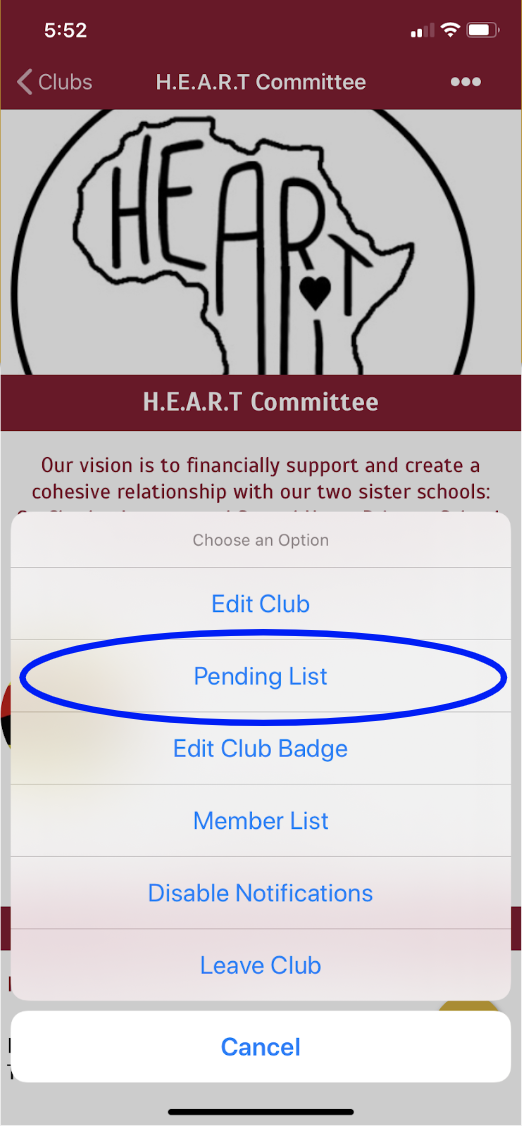 5:52
Clubs H.E.A.R.T Committee •••
HEART
H.E.A.R.T Committee
Our vision is to financially support and create a
cohesive relationship with our two sister schools:
Choose an Option
Edit Club
Pending List
Edit Club Badge
Member List
Disable Notifications
Leave Club
Cancel